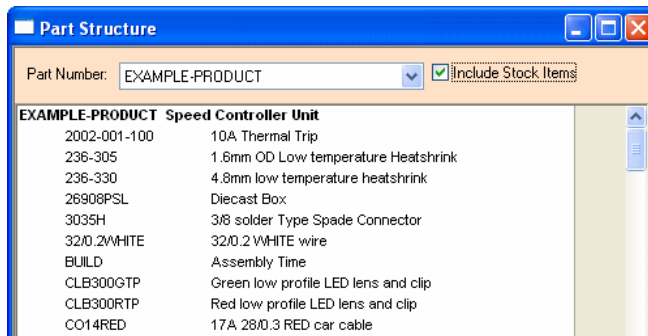 Part Structure
Part Number: EXAMPLE-PRODUCT Include Stock Items
EXAMPLE-PRODUCT Speed Controller Unit
2002-001-100 10A Thermal Trip
236-305 1.6mm OD Low temperature Heatshrink
236-330 4.8mm low temperature heatshrink
26908PSL Diecast Box
3035H 3/8 solder Type Spade Connector
32/0.2WHITE 32/0.2 WHITE wire
BUILD Assembly Time
CLB300GTP Green low profile LED lens and clip
CLB300RTP Red low profile LED lens and clip
CO14RED 17A 28/0.3 RED car cable